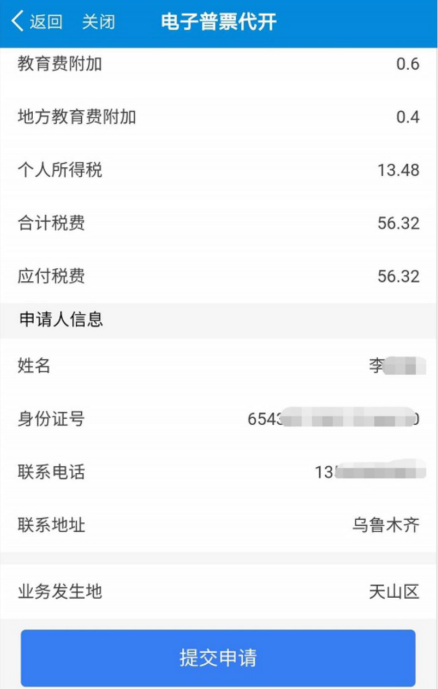 返回 关闭 电子普票代开
教育费附加 0.6
地方教育费附加 0.4
个人所得税 13.48
合计税费 56.32
应付税费 56.32
申请人信息
姓名 李
身份证号 6543 0
联系电话 13
联系地址 乌鲁木齐
业务发生地 天山区
提交申请